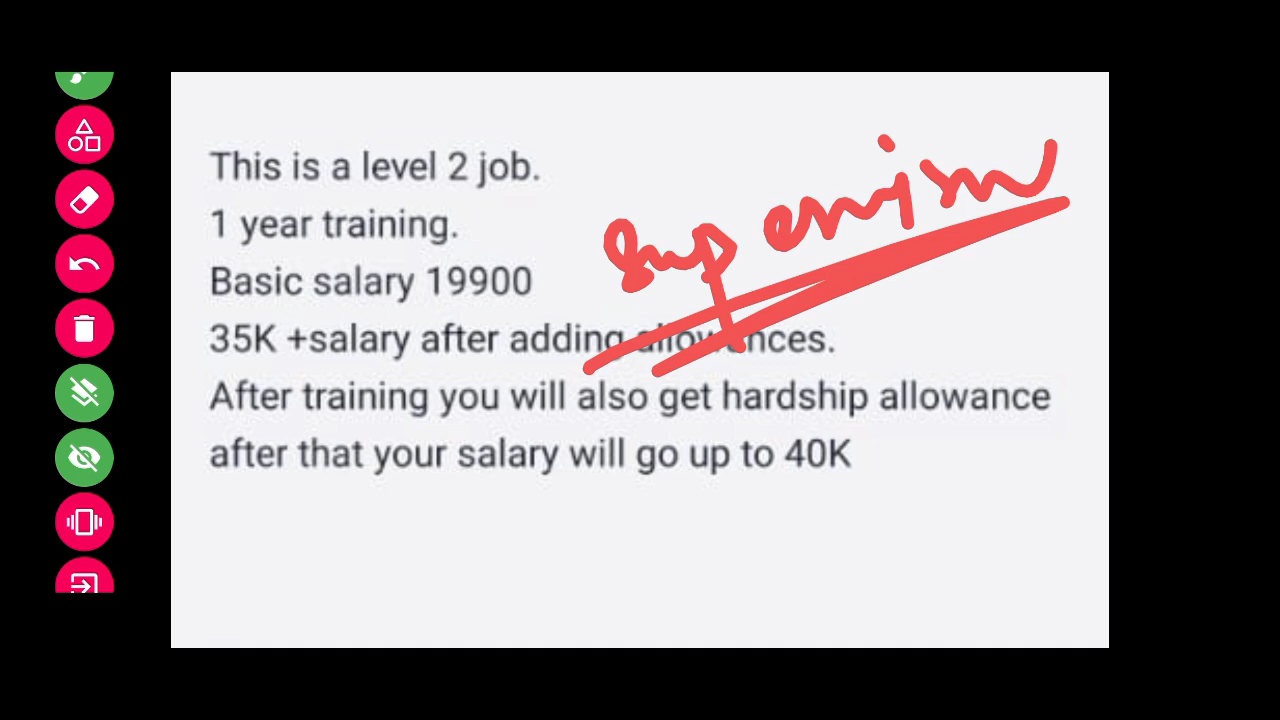 This is a level 2 job.
1 year training.
Basic salary 19900
35K +salary after adding allowances.
After training you will also get hardship allowance
after that your salary will go up to 40K